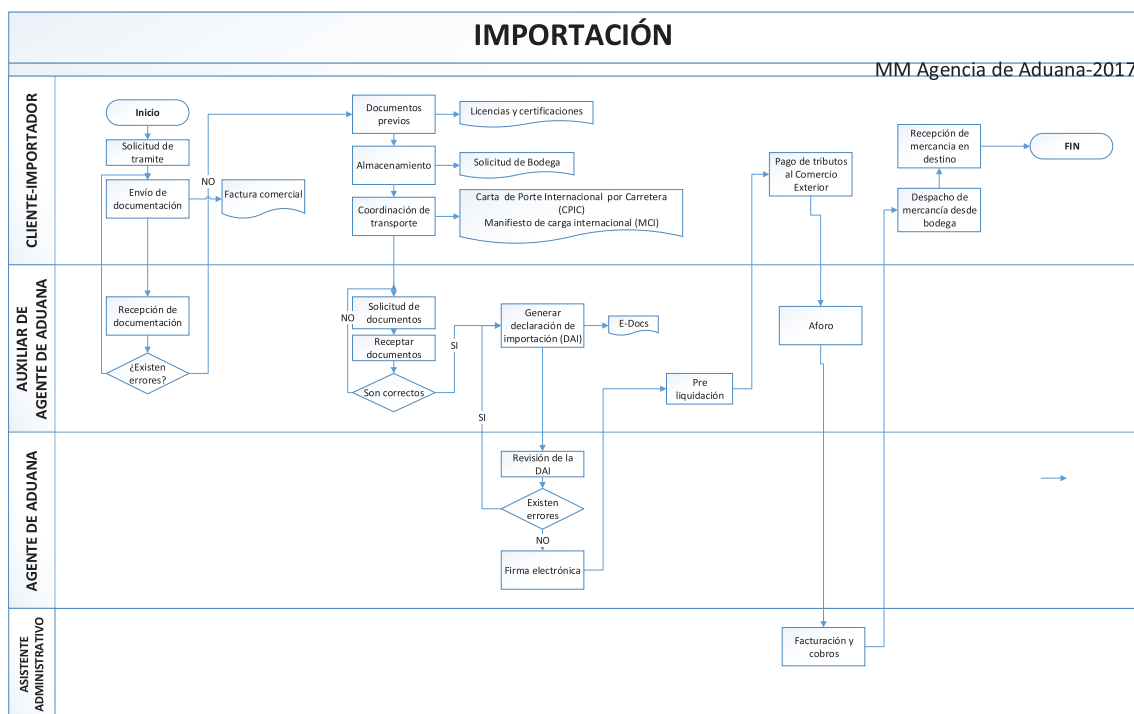 IMPORTACIÓN
MM Agencia de Aduana-2017
CLIENTE-IMPORTADOR
Inicio
Solicitud de
tramite
Envío de
documentación
Factura comercial
NO
Documentos
previos
Licencias y certificaciones
Almacenamiento
Solicitud de Bodega
Coordinación de
transporte
Carta de Porte Internacional por Carretera
(CPIC)
Manifiesto de carga internacional (MCI)
Pago de tributos
al Comercio
Exterior
Recepción de
mercancia en
destino
FIN
Despacho de
mercancía desde
bodega
AUXILIAR DE
AGENTE DE ADUANA
Recepción de
documentación
¿Existen
errores?
NO
Solicitud de
documentos
Receptar
documentos
Son correctos
SI
Generar
declaración de
importación (DAI)
E-Docs
SI
Pre
liquidación
Aforo
AGENTE DE ADUANA
Revisión de la
DAI
Existen
errores
NO
Firma electrónica
ASISTENTE
ADMINISTRATIVO
Facturación y
cobros